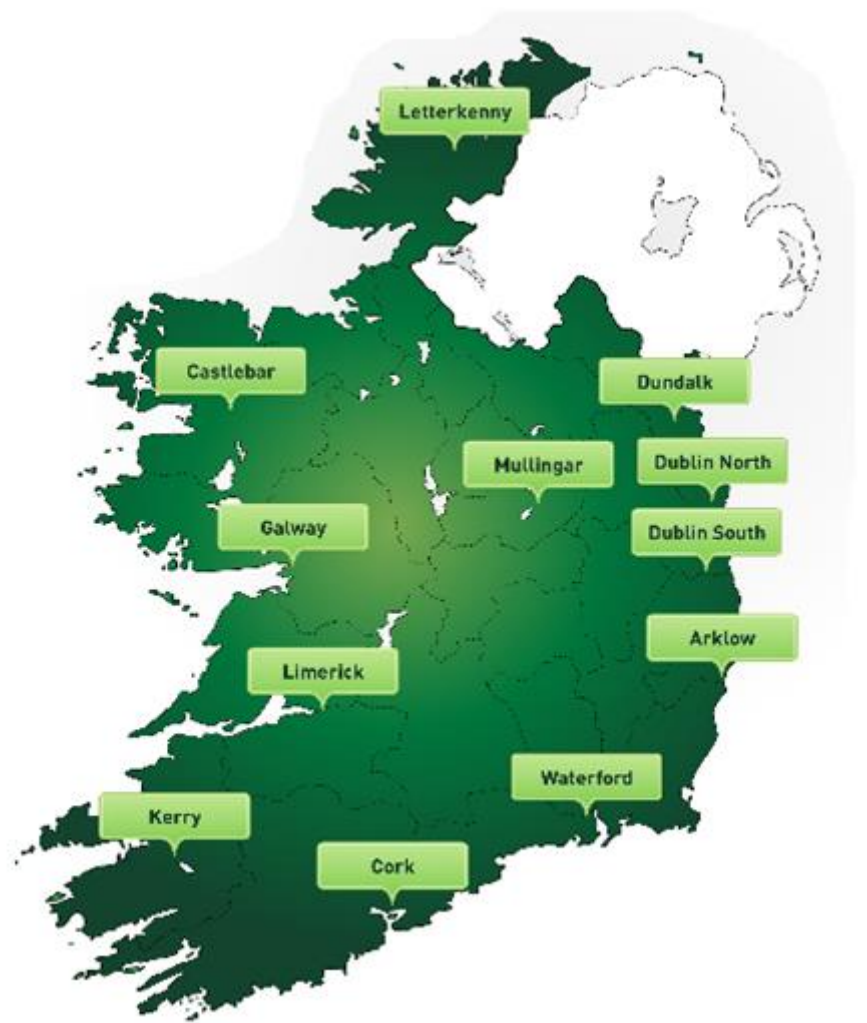 Letterkenny
Castlebar
Dundalk
Mullingar
Dublin North
Galway
Dublin South
Arklow
Limerick
Waterford
Kerry
Cork